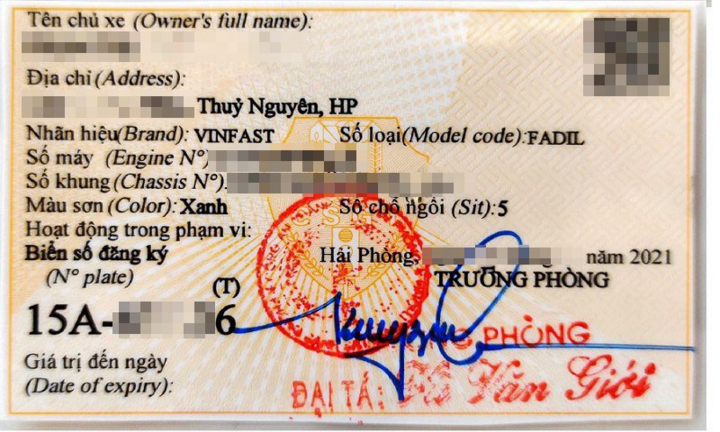 Tên chủ xe (Owner's full name):
Địa chỉ (Address):
Thuỷ Nguyên, HP
Nhãn hiệu(Brand): VINFAST Số loại(Model code):FADIL
Số máy (Engine N°)
Số khung (Chassis N°).
Màu sơn (Color): Xanh Số chỗ ngồi (Sit):5
Hoạt động trong phạm vi:
Biển số đăng ký Hải Phòng, năm 2021
(N° plate) TRƯỞNG PHÒNG
(T)
15A- 6
PHÒNG
Giá trị đến ngày
(Date of expiry):
ĐẠI TÁ: Văn Giới